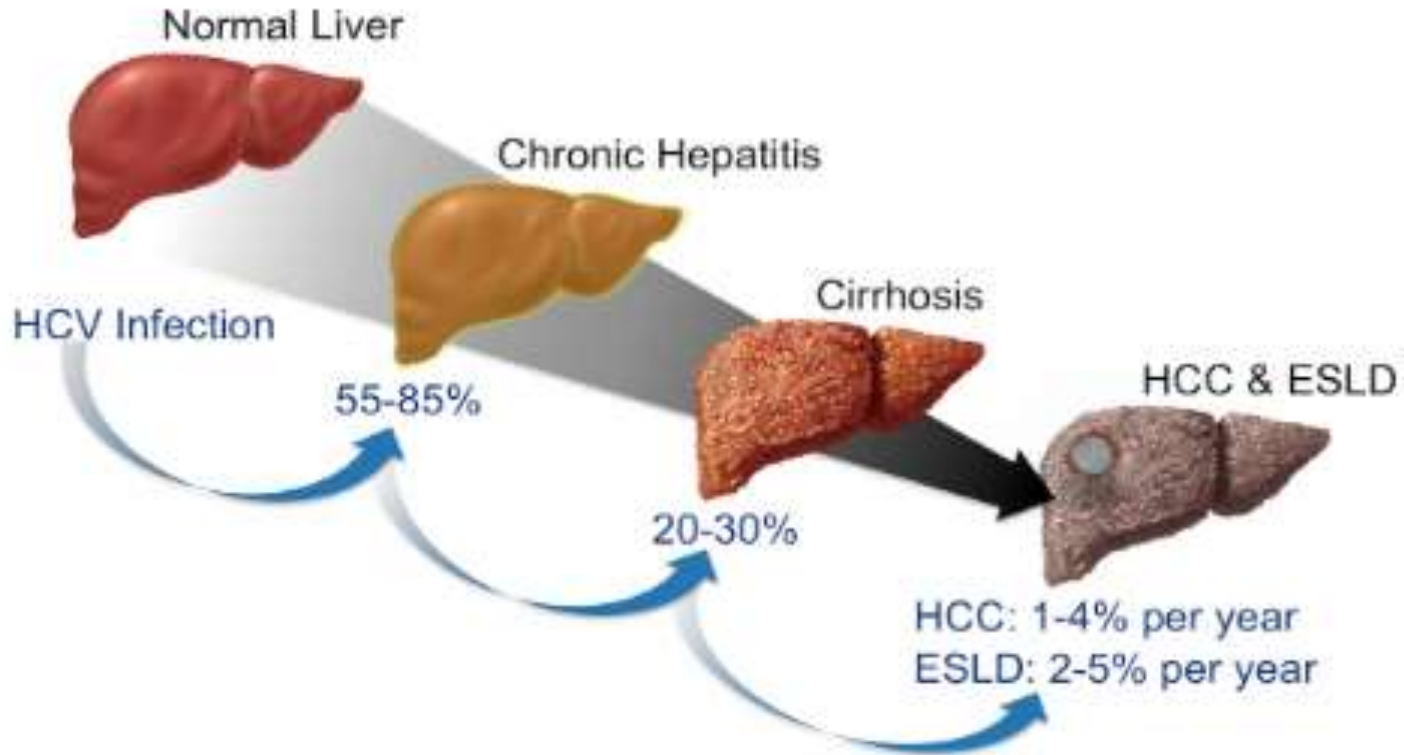 Normal Liver
Chronic Hepatitis
Cirrhosis
HCC & ESLD
HCV Infection
55-85%
20-30%
HCC: 1-4% per year
ESLD: 2-5% per year